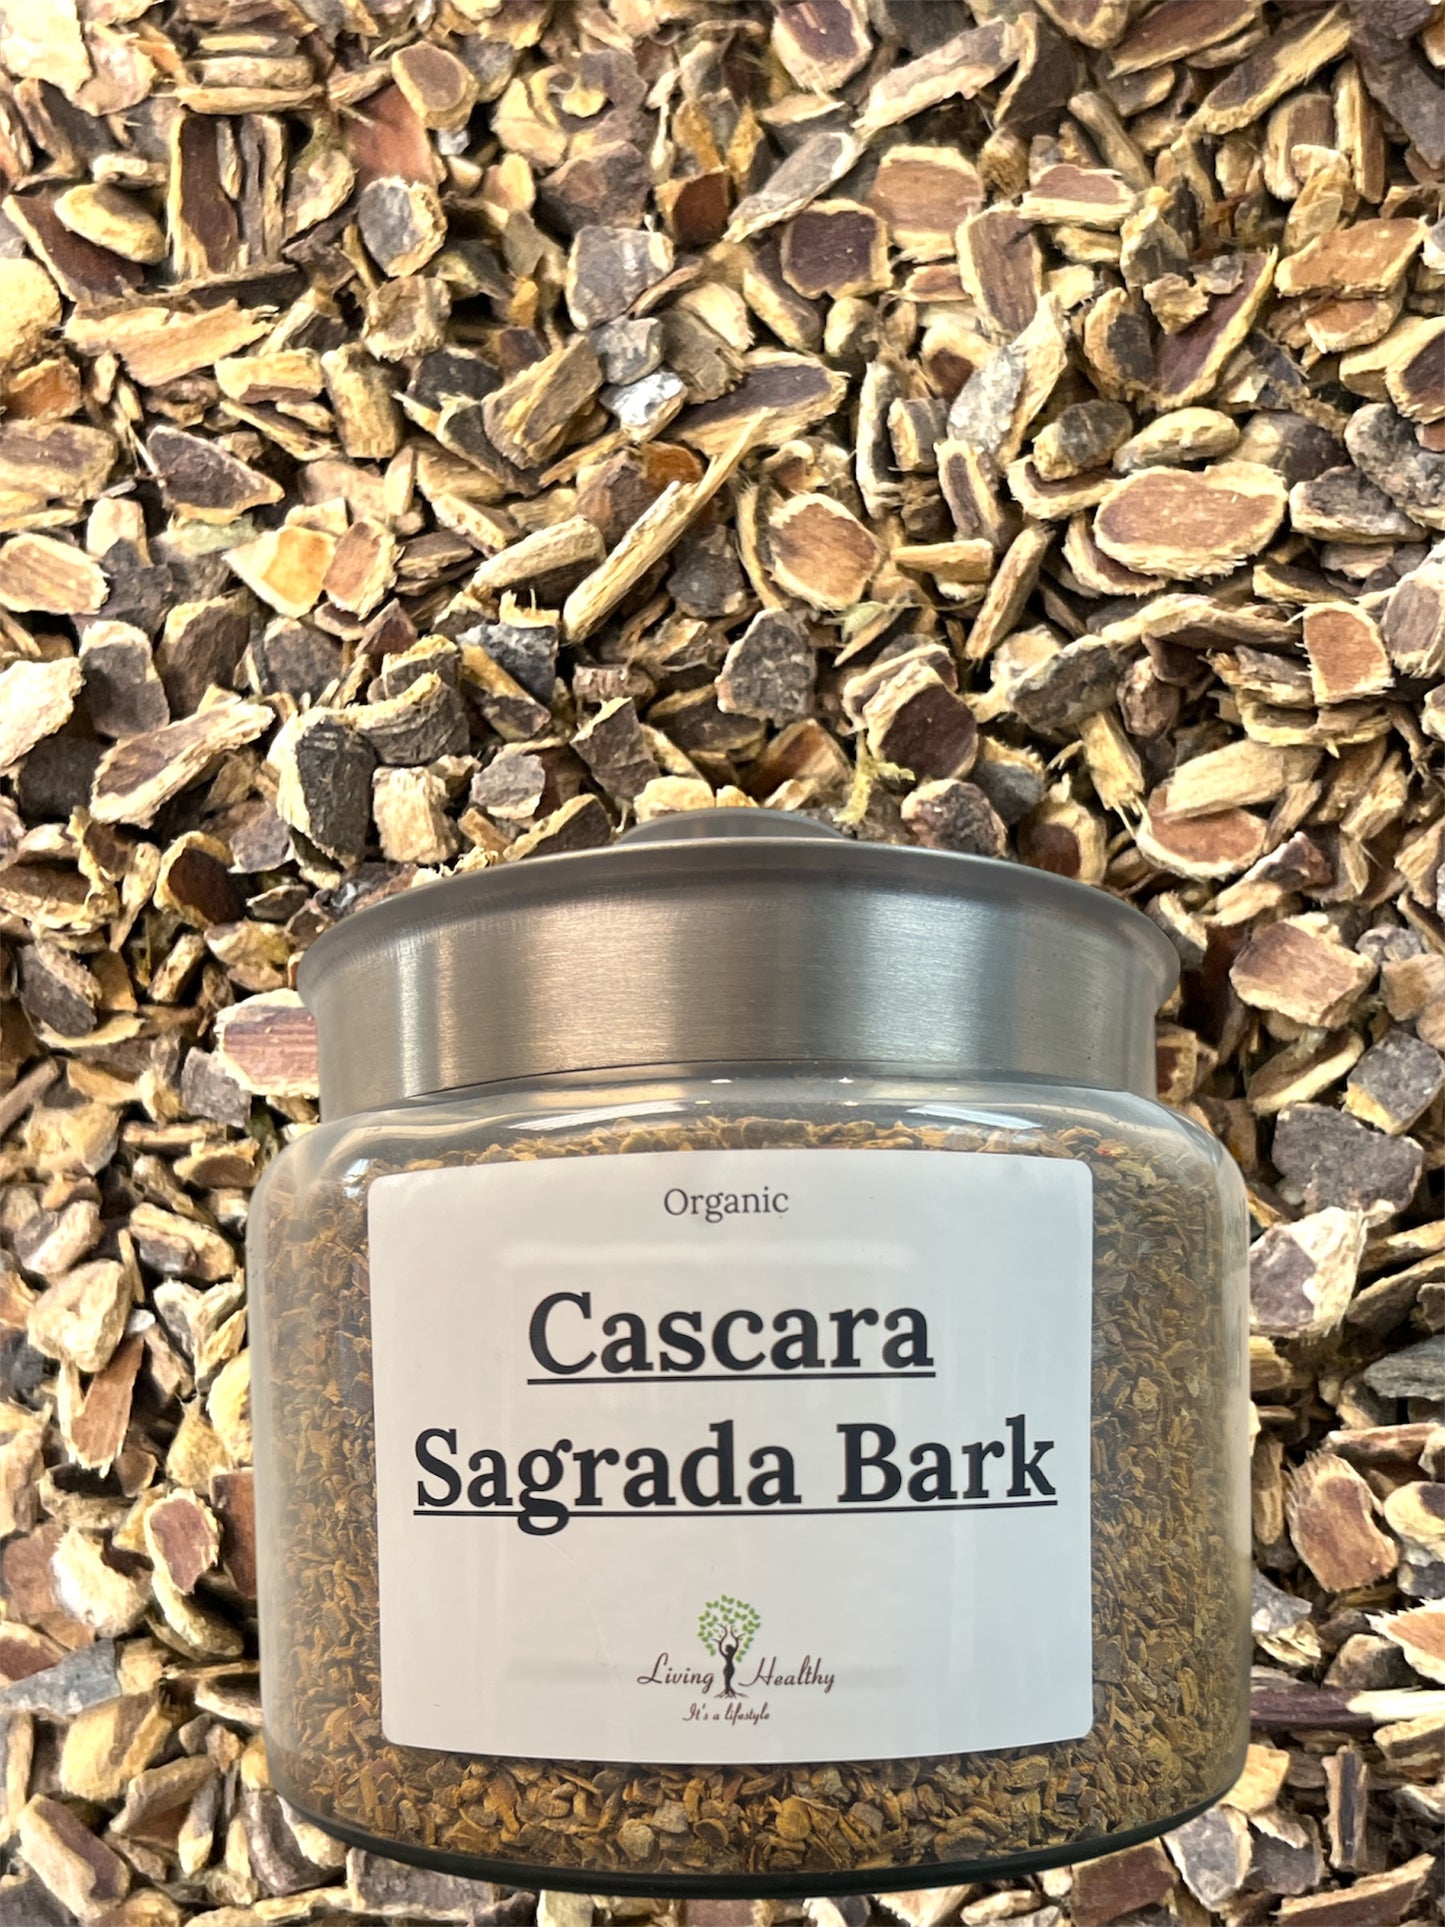 Organic
Cascara
Sagrada Bark
Living Healthy
It's a lifestyle